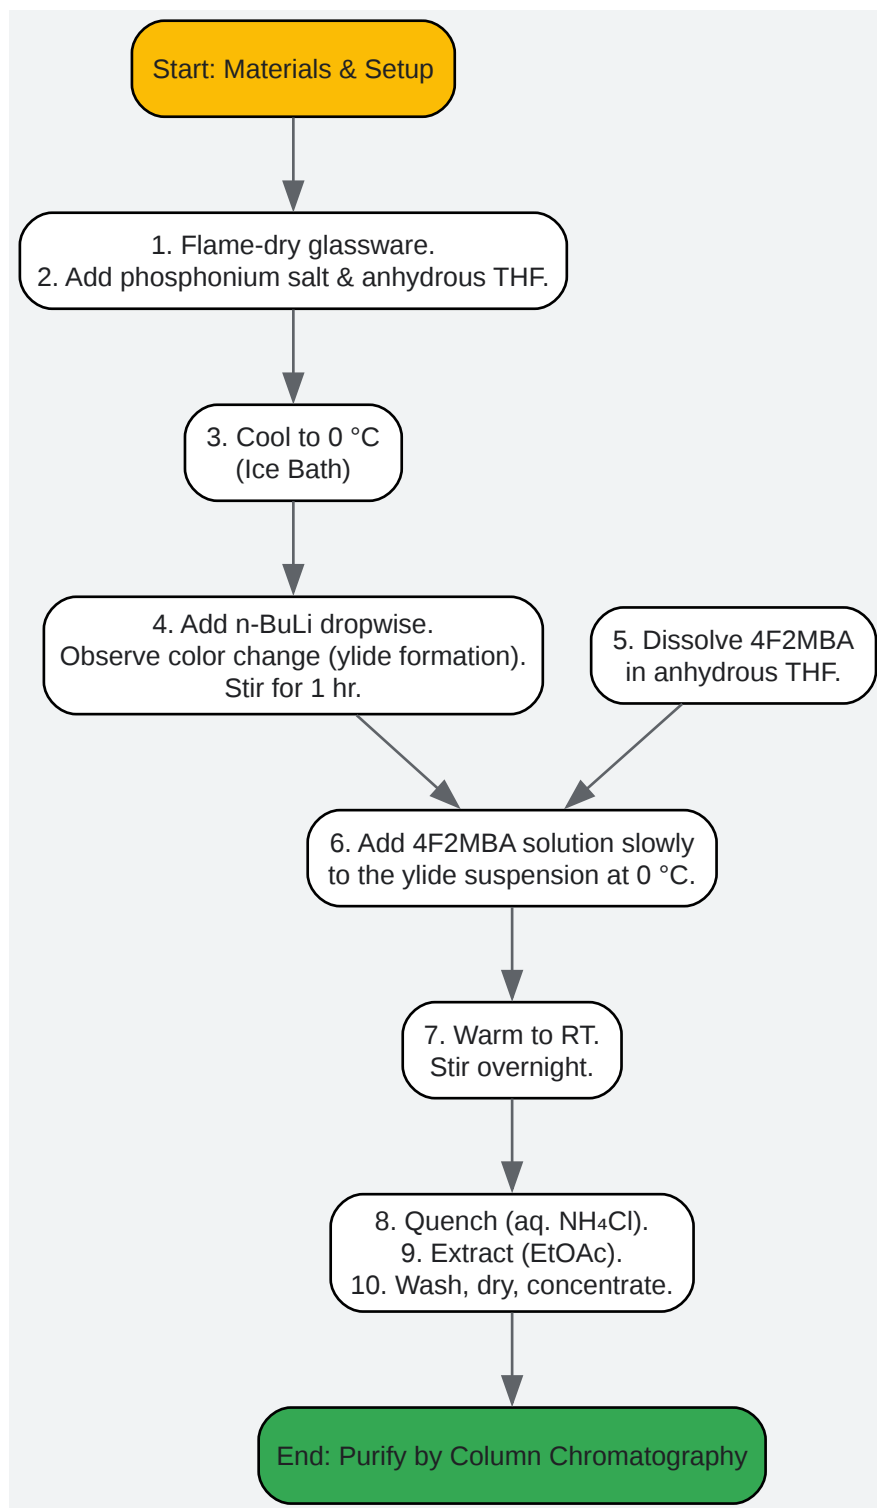 Start: Materials & Setup
1. Flame-dry glassware.
2. Add phosphonium salt & anhydrous THF.
3. Cool to 0 °C
(Ice Bath)
4. Add n-BuLi dropwise.
Observe color change (ylide formation).
Stir for 1 hr.
5. Dissolve 4F2MBA
in anhydrous THF.
6. Add 4F2MBA solution slowly
to the ylide suspension at 0 °C.
7. Warm to RT.
Stir overnight.
8. Quench (aq. NH₄Cl).
9. Extract (EtOAc).
10. Wash, dry, concentrate.
End: Purify by Column Chromatography